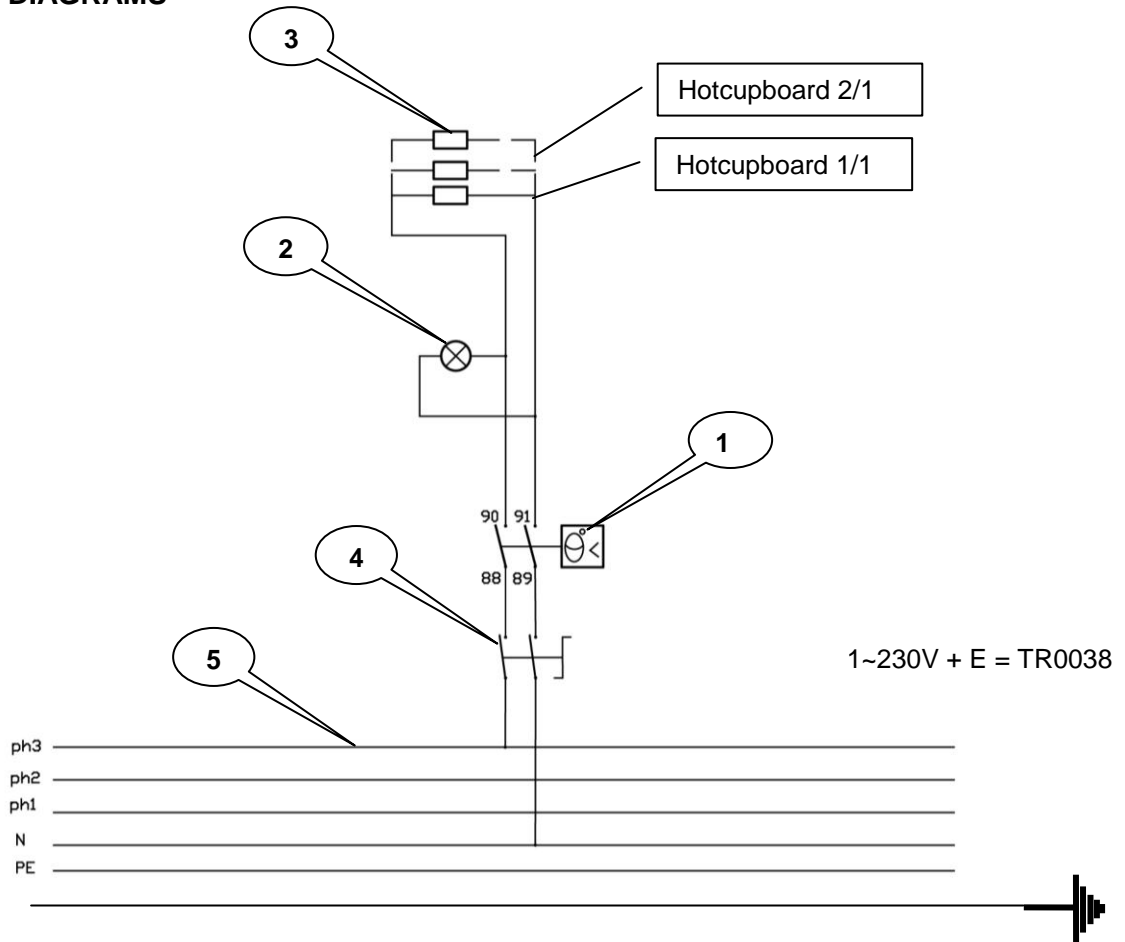 DIAGRAMS
3
Hotcupboard 2/1
Hotcupboard 1/1
2
1
90 91
88 89
4
5
1~230V + E = TR0038
ph3
ph2
ph1
N
PE